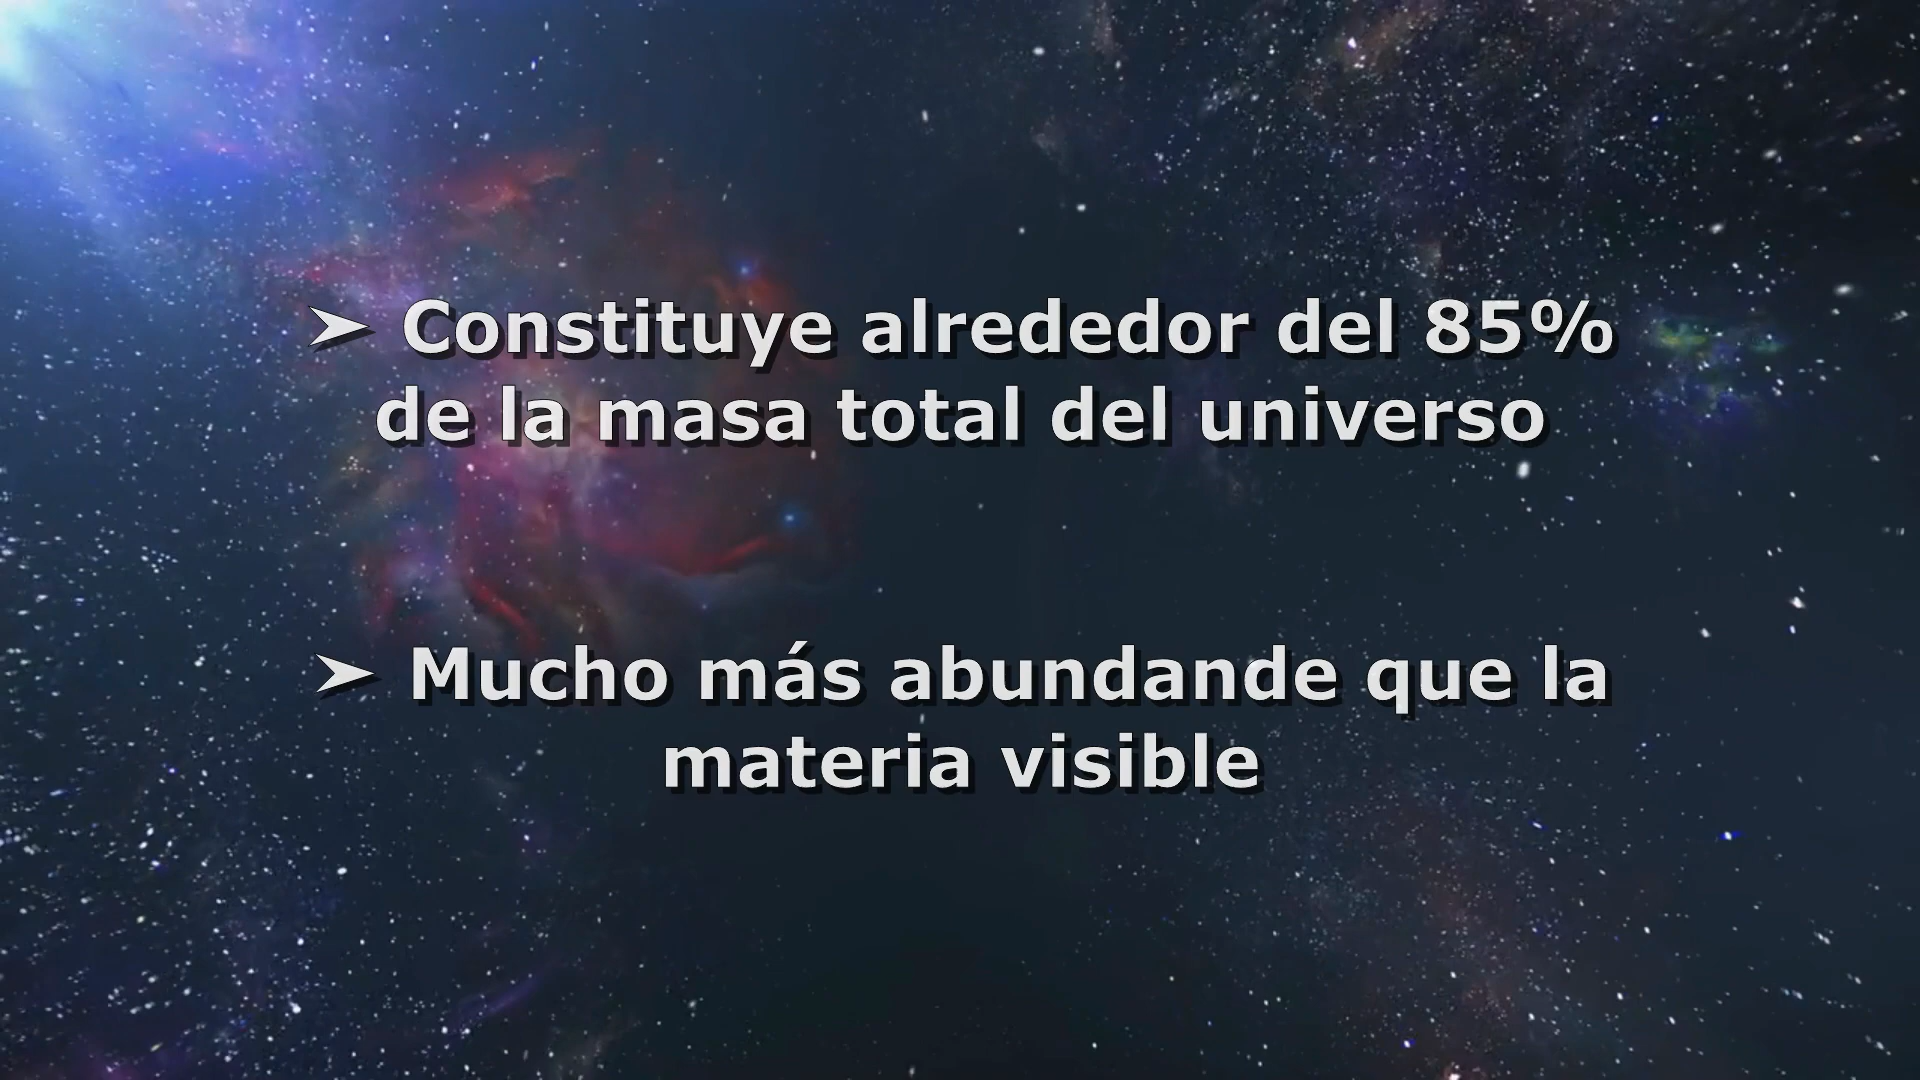 ➤ Constituye alrededor del 85%
de la masa total del universo
➤ Mucho más abundande que la
materia visible